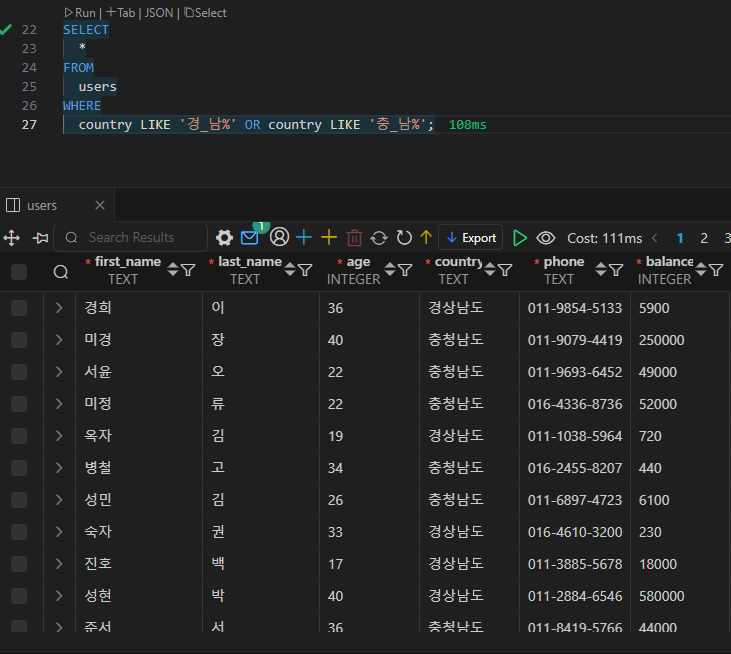 Run | Tab | JSON | Select
22 SELECT
23 *
24 FROM
25 users
26 WHERE
27 country LIKE '경_남%' OR country LIKE '충_남%'; 108ms
users
Search Results 1 Export Cost: 111ms 1 2 3
* first_name * last_name * age * country * phone * balance
TEXT TEXT INTEGER TEXT TEXT INTEGER
경희 이 36 경상남도 011-9854-5133 5900
미경 장 40 충청남도 011-9079-4419 250000
서윤 오 22 충청남도 011-9693-6452 49000
미정 류 22 충청남도 016-4336-8736 52000
옥자 김 19 경상남도 011-1038-5964 720
병철 고 34 충청남도 016-2455-8207 440
성민 김 26 충청남도 011-6897-4723 6100
숙자 권 33 경상남도 016-4610-3200 230
진호 백 17 경상남도 011-3885-5678 18000
성현 박 40 경상남도 011-2884-6546 580000
준서 서 36 충청남도 011-8419-5766 44000